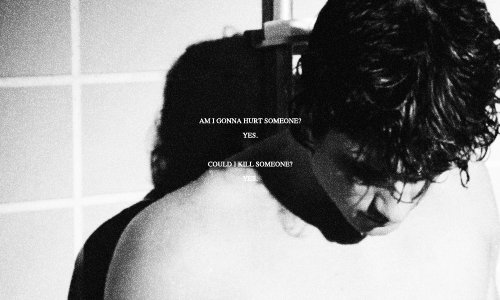 AM I GONNA HURT SOMEONE?
YES.
COULD I KILL SOMEONE?
YES.